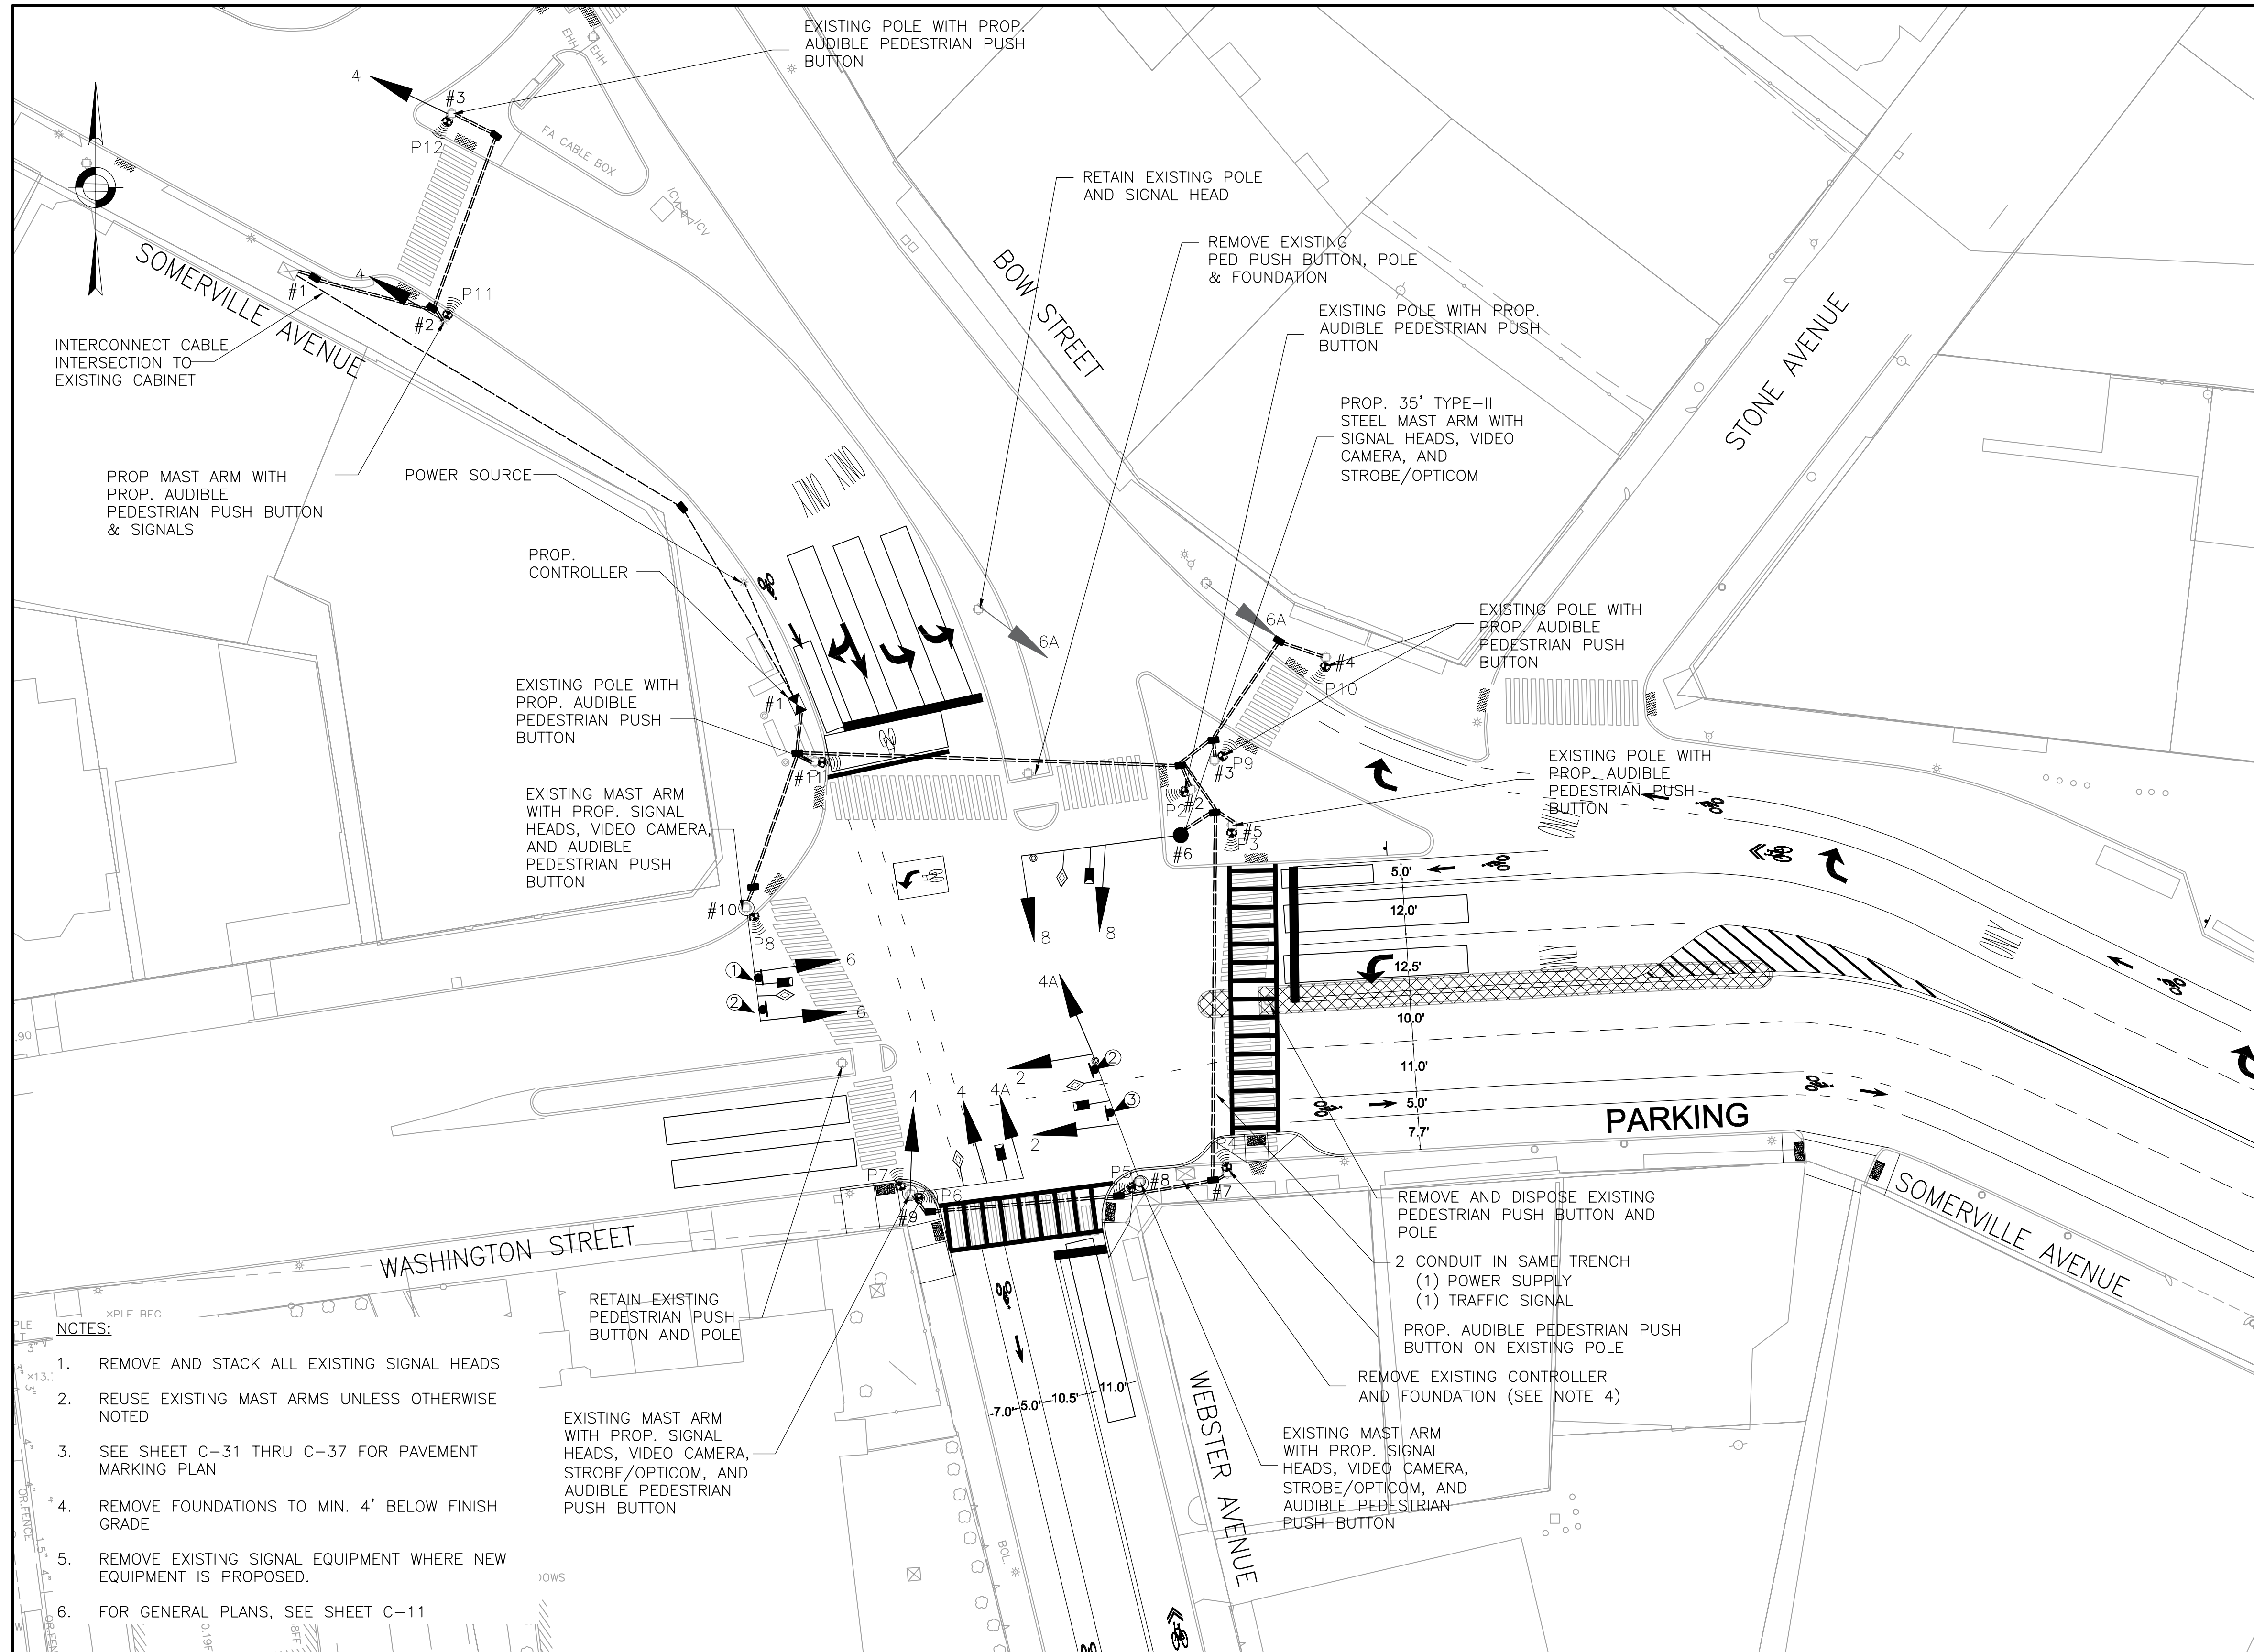 EXISTING POLE WITH PROP.
AUDIBLE PEDESTRIAN PUSH
BUTTON
EHH
EHH
4
#3
P12
FA CABLE BOX
ICV
ICV
RETAIN EXISTING POLE
AND SIGNAL HEAD
REMOVE EXISTING
PED PUSH BUTTON, POLE
& FOUNDATION
BOW STREET
STONE AVENUE
SOMERVILLE AVENUE
#1
4
P11
#2
EXISTING POLE WITH PROP.
AUDIBLE PEDESTRIAN PUSH
BUTTON
INTERCONNECT CABLE
INTERSECTION TO
EXISTING CABINET
PROP. 35' TYPE-II
STEEL MAST ARM WITH
SIGNAL HEADS, VIDEO
CAMERA, AND
STROBE/OPTICOM
PROP MAST ARM WITH
PROP. AUDIBLE
PEDESTRIAN PUSH BUTTON
& SIGNALS
POWER SOURCE
ONLY
ONLY
PROP.
CONTROLLER
6A
6A
EXISTING POLE WITH
PROP. AUDIBLE
PEDESTRIAN PUSH
BUTTON
#4
P10
EXISTING POLE WITH
PROP. AUDIBLE
PEDESTRIAN PUSH
BUTTON
#1
#11
P1
#3
P9
P2
#2
#5
P3
#6
EXISTING POLE WITH
PROP. AUDIBLE
PEDESTRIAN PUSH
BUTTON
EXISTING MAST ARM
WITH PROP. SIGNAL
HEADS, VIDEO CAMERA,
AND AUDIBLE
PEDESTRIAN PUSH
BUTTON
#10
P8
8
8
5.0'
12.0'
12.5'
10.0'
11.0'
5.0'
7.7'
1
6
2
6
4A
2
2
3
2
4
4
4A
PARKING
P7
P6
#9
P5
#8
P4
#7
.90
WASHINGTON STREET
SOMERVILLE AVENUE
REMOVE AND DISPOSE EXISTING
PEDESTRIAN PUSH BUTTON AND
POLE
2 CONDUIT IN SAME TRENCH
(1) POWER SUPPLY
(1) TRAFFIC SIGNAL
PROP. AUDIBLE PEDESTRIAN PUSH
BUTTON ON EXISTING POLE
REMOVE EXISTING CONTROLLER
AND FOUNDATION (SEE NOTE 4)
RETAIN EXISTING
PEDESTRIAN PUSH
BUTTON AND POLE
7.0'
5.0'
10.5'
11.0'
WEBSTER AVENUE
EXISTING MAST ARM
WITH PROP. SIGNAL
HEADS, VIDEO CAMERA,
STROBE/OPTICOM, AND
AUDIBLE PEDESTRIAN
PUSH BUTTON
EXISTING MAST ARM
WITH PROP. SIGNAL
HEADS, VIDEO CAMERA,
STROBE/OPTICOM, AND
AUDIBLE PEDESTRIAN
PUSH BUTTON
BOL.
NOTES:
1. REMOVE AND STACK ALL EXISTING SIGNAL HEADS
2. REUSE EXISTING MAST ARMS UNLESS OTHERWISE
NOTED
3. SEE SHEET C-31 THRU C-37 FOR PAVEMENT
MARKING PLAN
4. REMOVE FOUNDATIONS TO MIN. 4' BELOW FINISH
GRADE
5. REMOVE EXISTING SIGNAL EQUIPMENT WHERE NEW
EQUIPMENT IS PROPOSED.
6. FOR GENERAL PLANS, SEE SHEET C-11